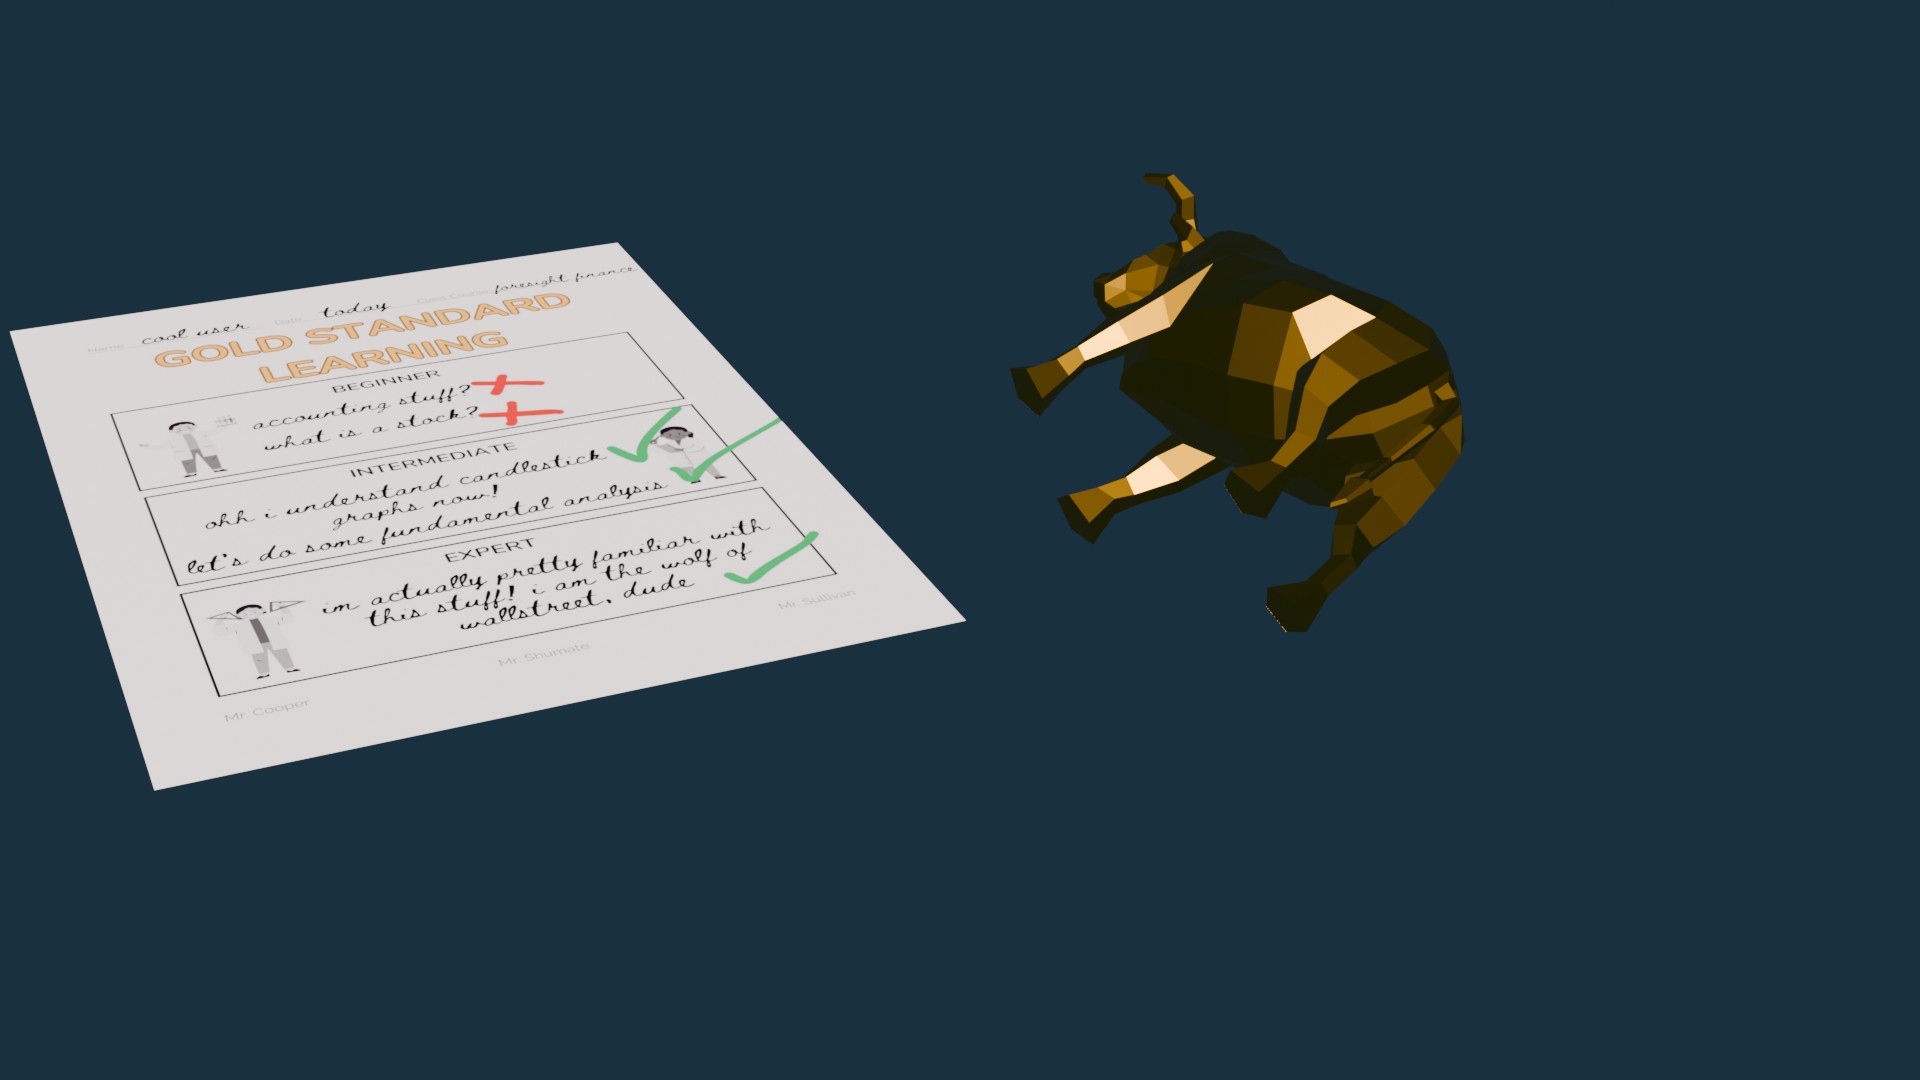 Name: cool user Date: today Class Course: foresight finance
GOLD STANDARD
LEARNING
BEGINNER
accounting stuff?
what is a stock?
INTERMEDIATE
ohh i understand candlestick
graphs now!
let's do some fundamental analysis
EXPERT
im actually pretty familiar with
this stuff! i am the wolf of
wallstreet, dude
Mr. Cooper
Mr. Shumate
Mr. Sullivan